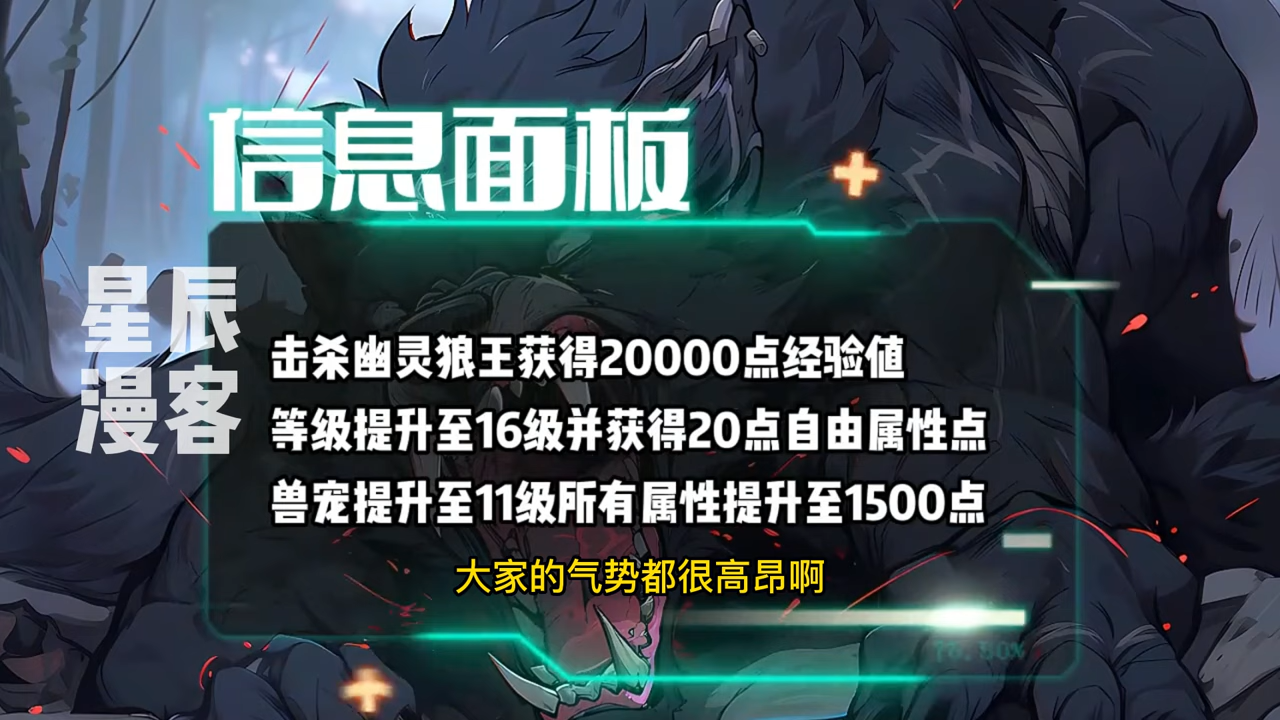 信息面板
星辰
漫客
击杀幽灵狼王获得20000点经验值
等级提升至16级并获得20点自由属性点
兽宠提升至11级所有属性提升至1500点
大家的气势都很高昂啊